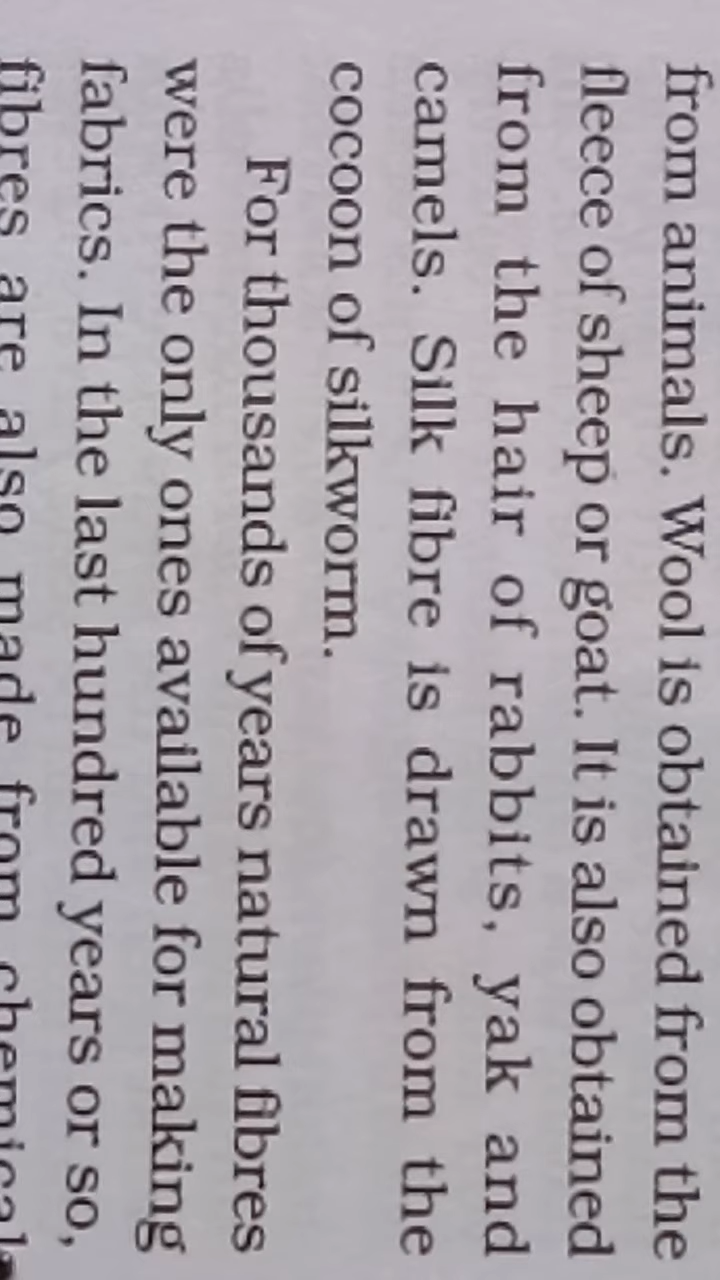 from animals. Wool is obtained from the
fleece of sheep or goat. It is also obtained
from the hair of rabbits, yak and
camels. Silk fibre is drawn from the
cocoon of silkworm.
For thousands of years natural fibres
were the only ones available for making
fabrics. In the last hundred years or so,
fibres are also made from chemical